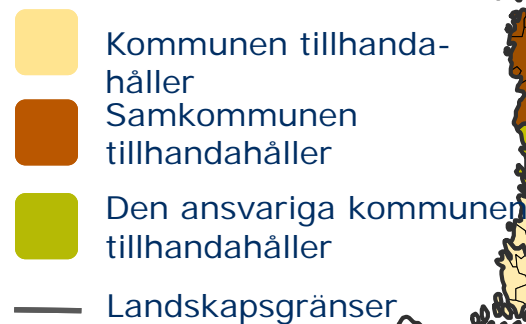 Kommunen tillhanda-
håller
Samkommunen
tillhandahåller
Den ansvariga kommunen
tillhandahåller
Landskapsgränser